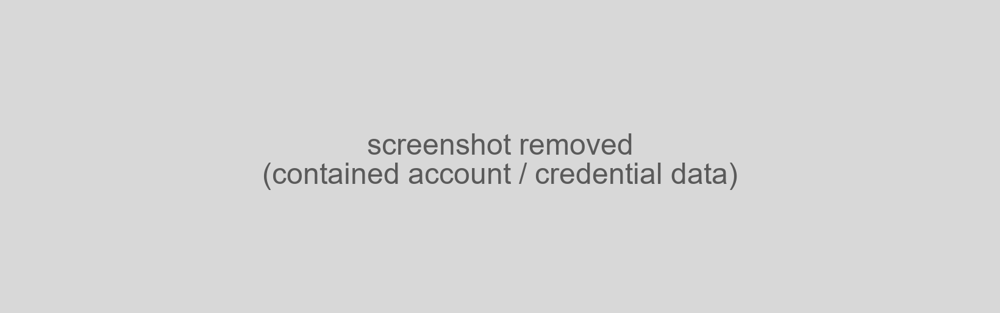 screenshot removed
(contained account / credential data)